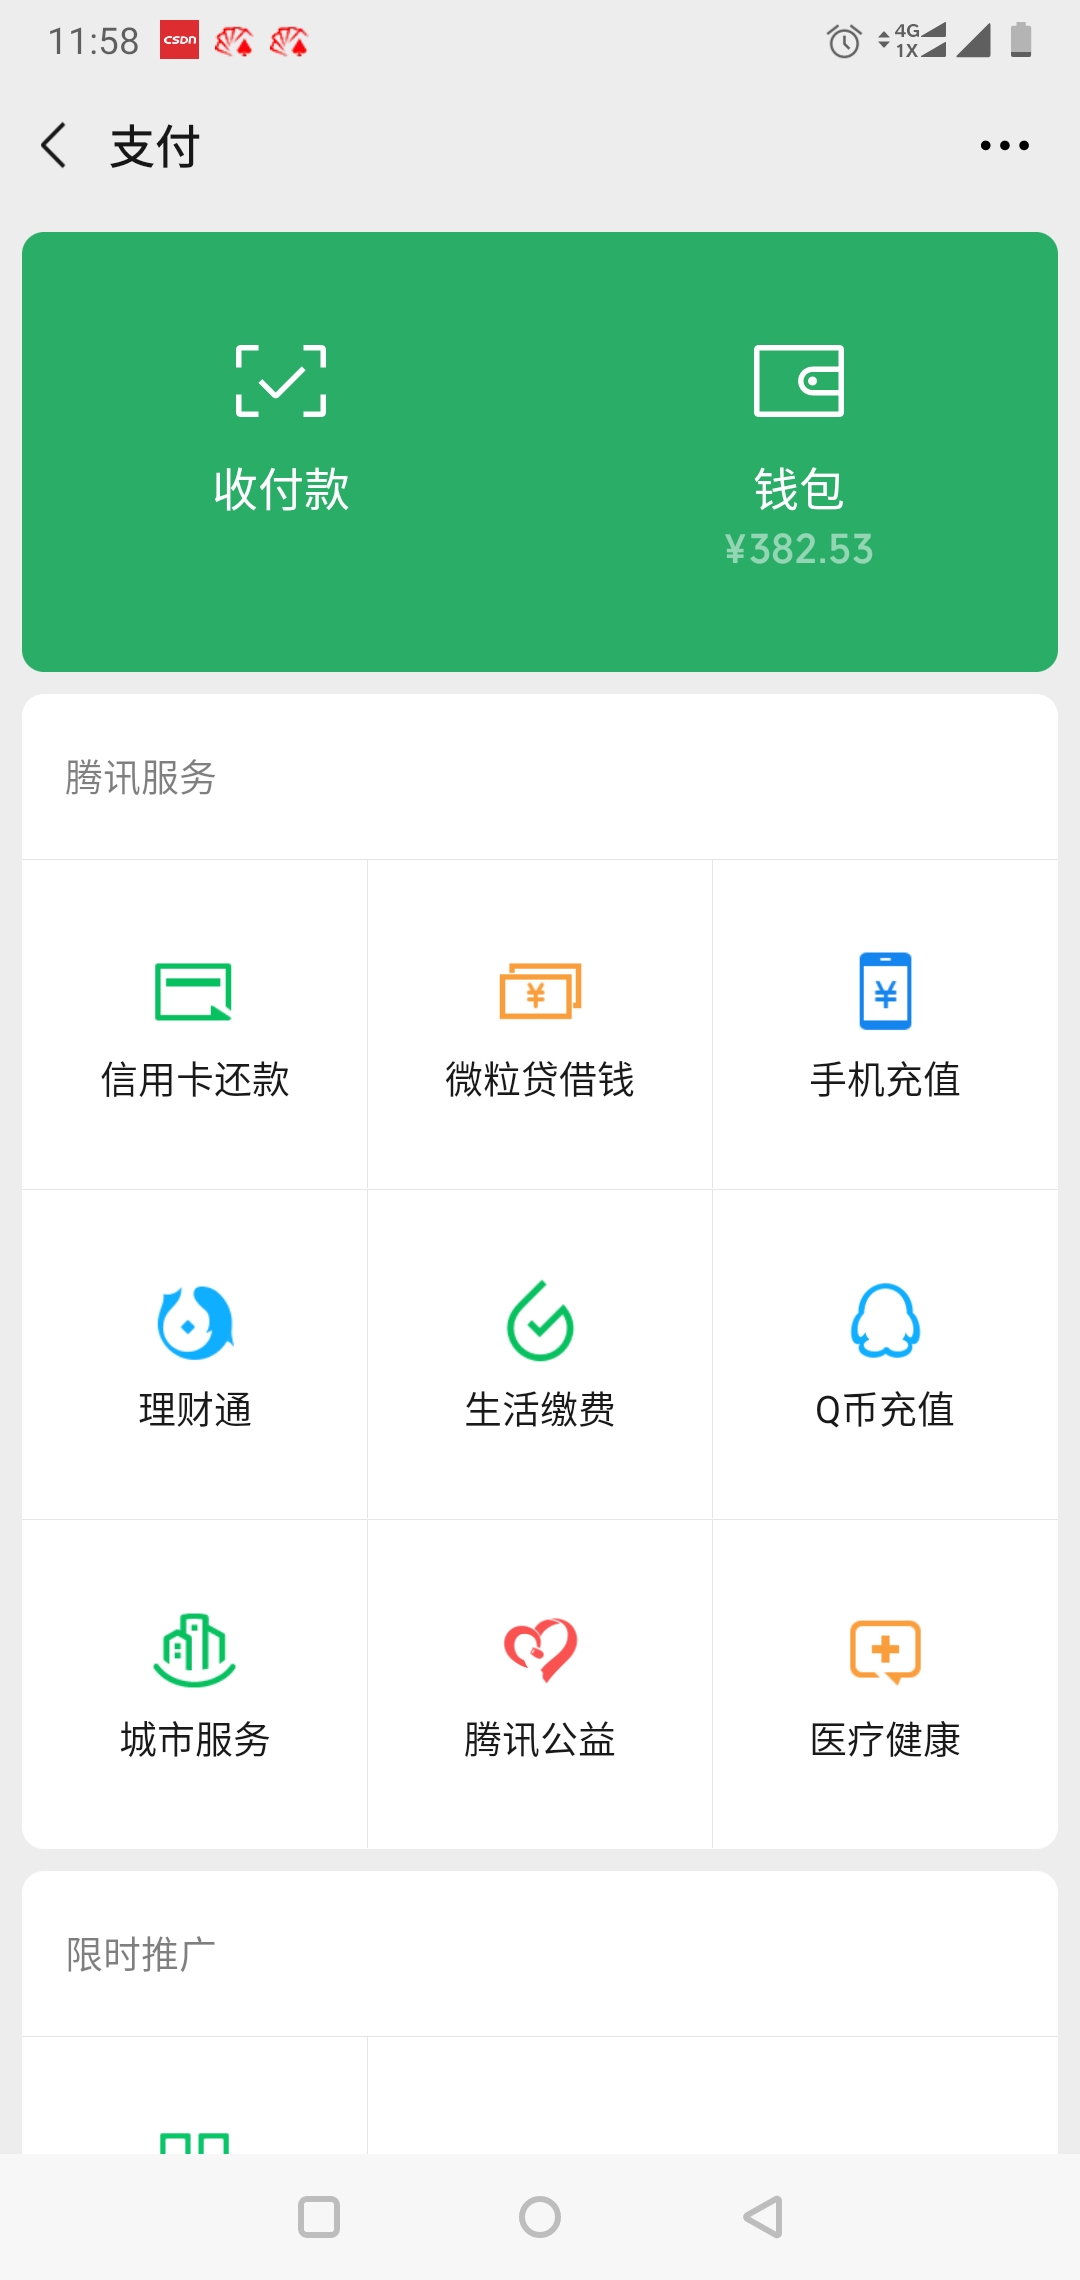 11:58 CSDN 4G 1X
支付
收付款 钱包
¥382.53
腾讯服务
信用卡还款 微粒贷借钱 手机充值
理财通 生活缴费 Q币充值
城市服务 腾讯公益 医疗健康
限时推广